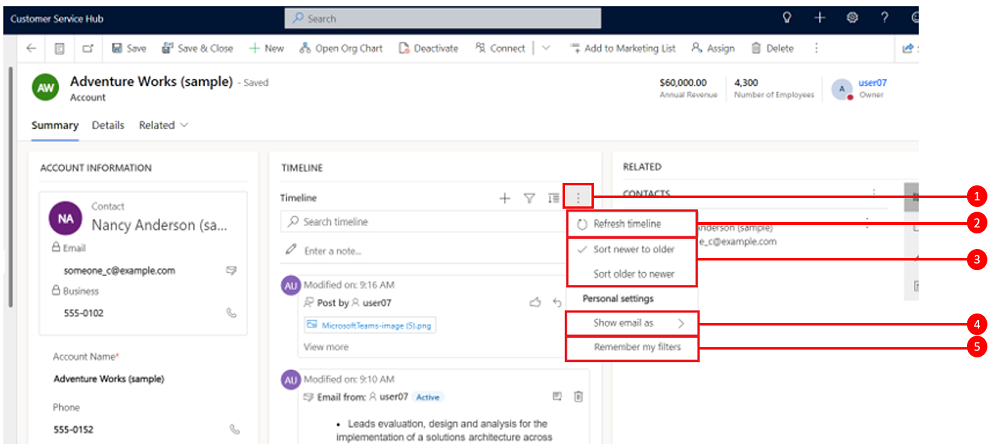 Customer Service Hub
Search
Save
Save & Close
New
Open Org Chart
Deactivate
Connect
Add to Marketing List
Assign
Delete
AW
Adventure Works (sample) - Saved
Account
$60,000.00
Annual Revenue
4,300
Number of Employees
A
user07
Owner
Summary
Details
Related
ACCOUNT INFORMATION
NA
Contact
Nancy Anderson (sa...
Email
someone_c@example.com
Business
555-0102
Account Name*
Adventure Works (sample)
Phone
555-0152
TIMELINE
Timeline
Search timeline
Enter a note...
AU
Modified on: 9:16 AM
Post by user07
MicrosoftTeams-image (5).png
View more
AU
Modified on: 9:10 AM
Email from: user07 Active
• Leads evaluation, design and analysis for the
implementation of a solutions architecture across
Refresh timeline
Sort newer to older
Sort older to newer
Personal settings
Show email as
Remember my filters
RELATED
CONTACTS
nderson (sample)
e_c@example.com
1
2
3
4
5